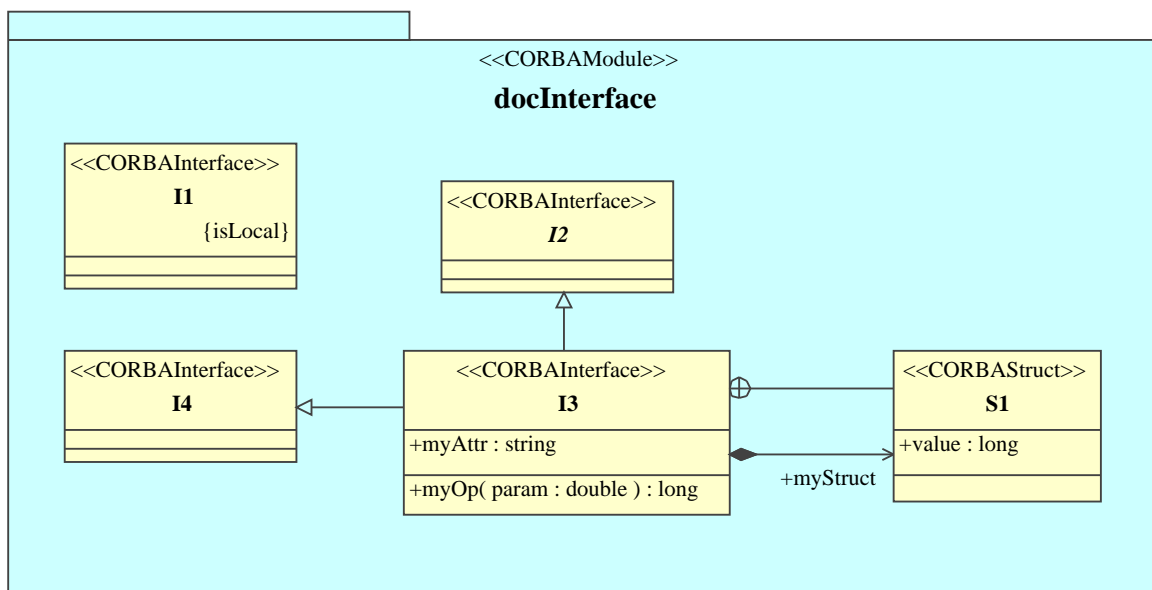 <<CORBAModule>>
docInterface
<<CORBAInterface>>
I1
{isLocal}
<<CORBAInterface>>
I2
<<CORBAInterface>>
I4
<<CORBAInterface>>
I3
+myAttr : string
+myOp( param : double ) : long
<<CORBAStruct>>
S1
+value : long
+myStruct